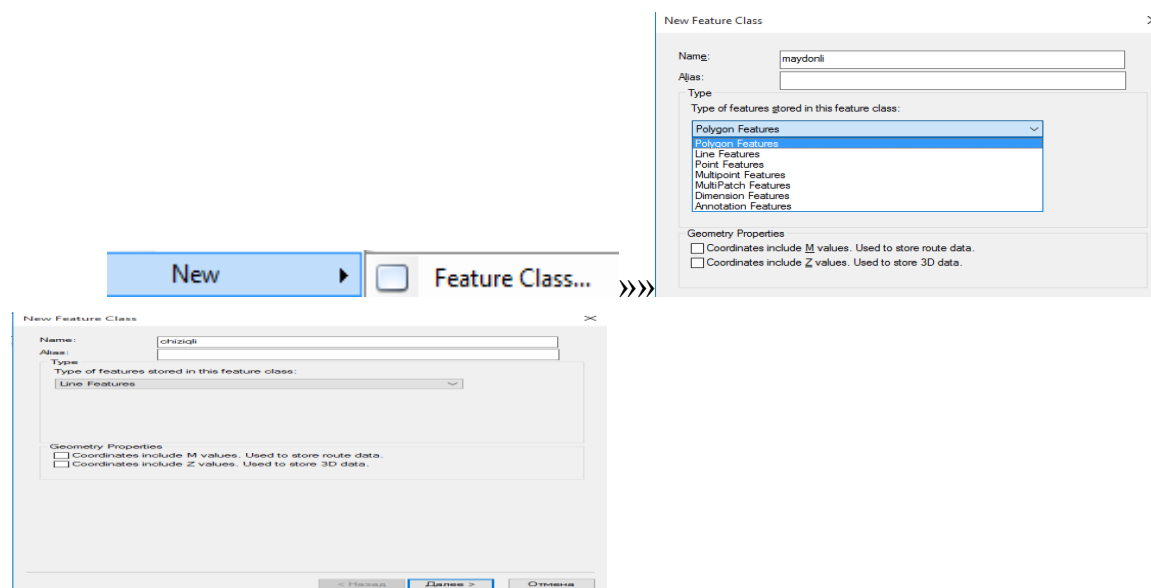 New Feature Class
Name: maydonli
Alias:
Type
Type of features stored in this feature class:
Polygon Features
Polygon Features
Line Features
Point Features
Multipoint Features
MultiPatch Features
Dimension Features
Annotation Features
Geometry Properties
Coordinates include M values. Used to store route data.
Coordinates include Z values. Used to store 3D data.
New Feature Class... »»
New Feature Class
Name: chiziqli
Alias:
Type
Type of features stored in this feature class:
Line Features
Geometry Properties
Coordinates include M values. Used to store route data.
Coordinates include Z values. Used to store 3D data.
< Назад Далее > Отмена